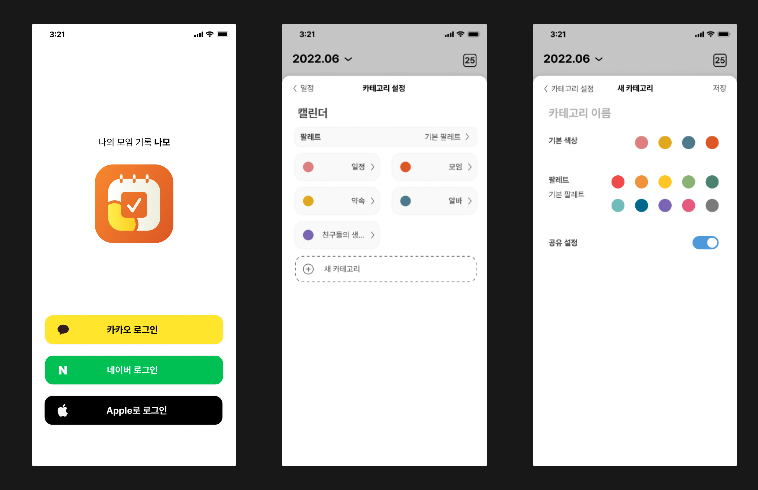 3:21
나의 모임 기록 나모
카카오 로그인
N
네이버 로그인
Apple로 로그인
3:21
2022.06
25
일정
카테고리 설정
캘린더
팔레트
기본 팔레트
일정
모임
약속
알바
친구들의 생...
새 카테고리
3:21
2022.06
25
카테고리 설정
새 카테고리
저장
카테고리 이름
기본 색상
팔레트
기본 팔레트
공유 설정